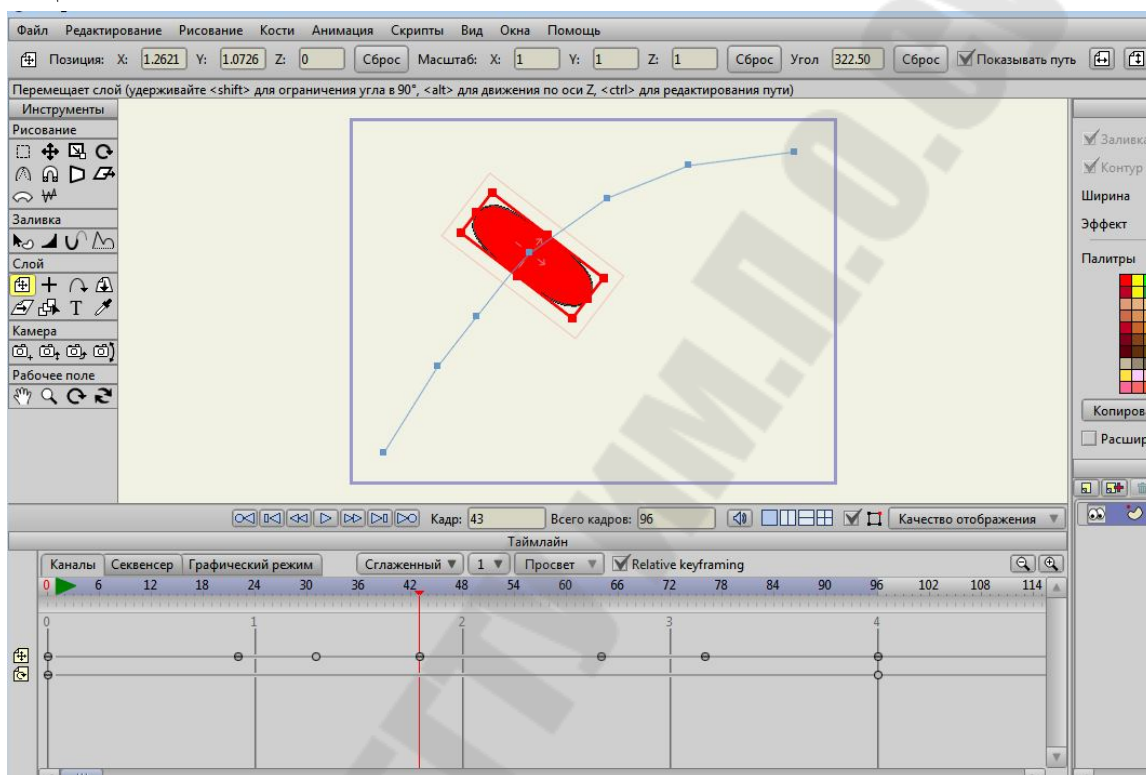 Файл Редактирование Рисование Кости Анимация Скрипты Вид Окна Помощь
Позиция: X: 1.2621 Y: 1.0726 Z: 0 Сброс Масштаб: X: 1 Y: 1 Z: 1 Сброс Угол 322.50 Сброс Показывать путь
Перемещает слой (удерживайте <shift> для ограничения угла в 90°, <alt> для движения по оси Z, <ctrl> для редактирования пути)
Инструменты
Рисование
Заливка
Слой
Камера
Рабочее поле
Заливка
Контур
Ширина
Эффект
Палитры
Копиров
Расшир
Кадр: 43 Всего кадров: 96 Качество отображения
Таймлайн
Каналы Секвенсер Графический режим Сглаженный 1 Просвет Relative keyframing
0 6 12 18 24 30 36 42 48 54 60 66 72 78 84 90 96 102 108 114
0 1 2 3 4